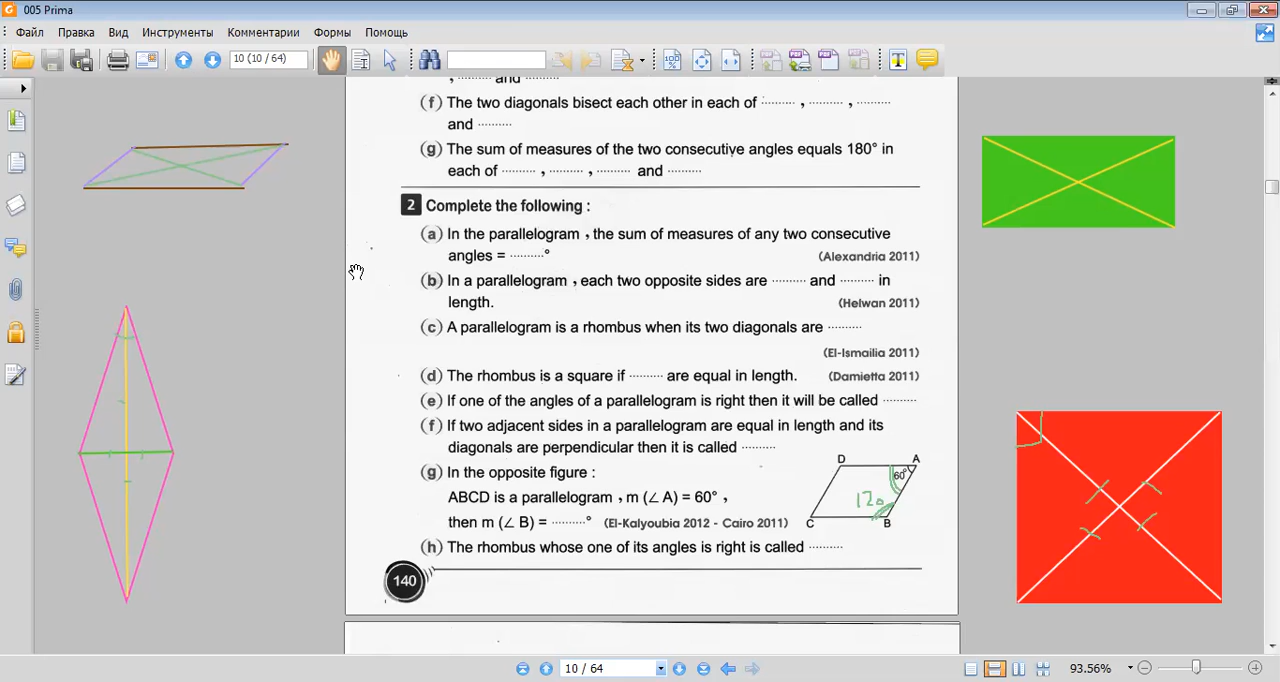 005 Prima
Файл Правка Вид Инструменты Комментарии Формы Помощь
10 (10 / 64)
, ......... and .........
(f) The two diagonals bisect each other in each of ......... , ......... , .........
and .........
(g) The sum of measures of the two consecutive angles equals 180° in
each of ......... , ......... , ......... and .........
2 Complete the following :
(a) In the parallelogram , the sum of measures of any two consecutive
angles = .........° (Alexandria 2011)
(b) In a parallelogram , each two opposite sides are ......... and ......... in
length. (Helwan 2011)
(c) A parallelogram is a rhombus when its two diagonals are .........
(El-Ismailia 2011)
(d) The rhombus is a square if ......... are equal in length. (Damietta 2011)
(e) If one of the angles of a parallelogram is right then it will be called .........
(f) If two adjacent sides in a parallelogram are equal in length and its
diagonals are perpendicular then it is called .........
(g) In the opposite figure :
ABCD is a parallelogram , m (∠ A) = 60° ,
then m (∠ B) = .........° (El-Kalyoubia 2012 - Cairo 2011)
D A
60°
120
C B
(h) The rhombus whose one of its angles is right is called .........
140
10 / 64
93.56%